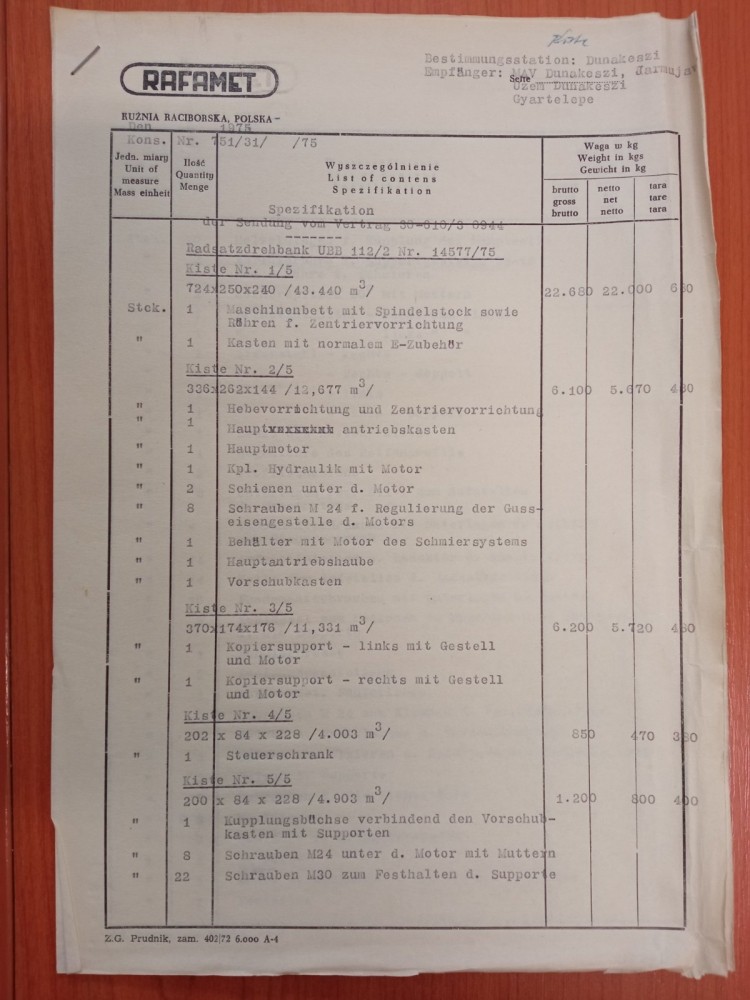 Bestimmungsstation: Dunakeszi
Empfänger: MAV Dunakeszi, Jarmüja
Seite
Üzem Dunakeszi
Gyartelepe
RAFAMET
KUŹNIA RACIBORSKA, POLSKA –
Den 1975
Kons. Nr. 751/31/ /75
Jedn. miary
Unit of
measure
Mass einheit
Ilość
Quantity
Menge
Wyszczególnienie
List of contens
Spezifikation
Waga w kg
Weight in kgs
Gewicht in kg
brutto
gross
brutto
netto
net
netto
tara
tare
tara
Spezifikation
der Sendung vom Vertrag 38-610/3 6944
Radsatzdrehbank UBB 112/2 Nr. 14577/75
Kiste Nr. 1/5
724x250x240 /43.440 m3/ 22.680 22.000 680
Stck. 1 Maschinenbett mit Spindelstock sowie
Röhren f. Zentriervorrichtung
" 1 Kasten mit normalem E-Zubehör
Kiste Nr. 2/5
336x262x144 /12,677 m3/ 6.100 5.670 430
" 1 Hebevorrichtung und Zentriervorrichtung
" 1 Haupt antriebskasten
" 1 Hauptmotor
" 1 Kpl. Hydraulik mit Motor
" 2 Schienen unter d. Motor
" 8 Schrauben M 24 f. Regulierung der Guss-
eisengestelle d. Motors
" 1 Behälter mit Motor des Schmiersystems
" 1 Hauptantriebshaube
" 1 Vorschubkasten
Kiste Nr. 3/5
370x174x176 /11,331 m3/ 6.200 5.720 480
" 1 Kopiersupport - links mit Gestell
und Motor
" 1 Kopiersupport - rechts mit Gestell
und Motor
Kiste Nr. 4/5
202 x 84 x 228 /4.003 m3/ 850 470 380
" 1 Steuerschrank
Kiste Nr. 5/5
200 x 84 x 228 /4.903 m3/ 1.200 800 400
" 1 Kupplungsbüchse verbindend den Vorschub-
kasten mit Supporten
" 8 Schrauben M24 unter d. Motor mit Muttern
" 22 Schrauben M30 zum Festhalten d. Supporte
Z.G. Prudnik, zam. 402/72 6.000 A-4